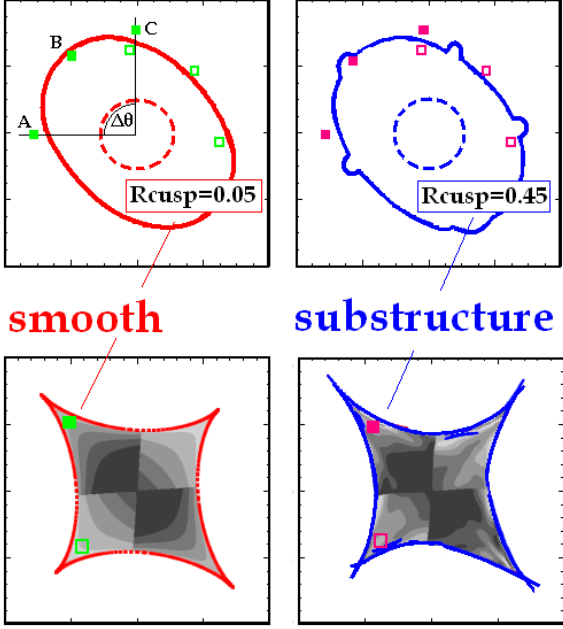 C
B
A
Δθ
Rcusp=0.05
Rcusp=0.45
smooth
substructure